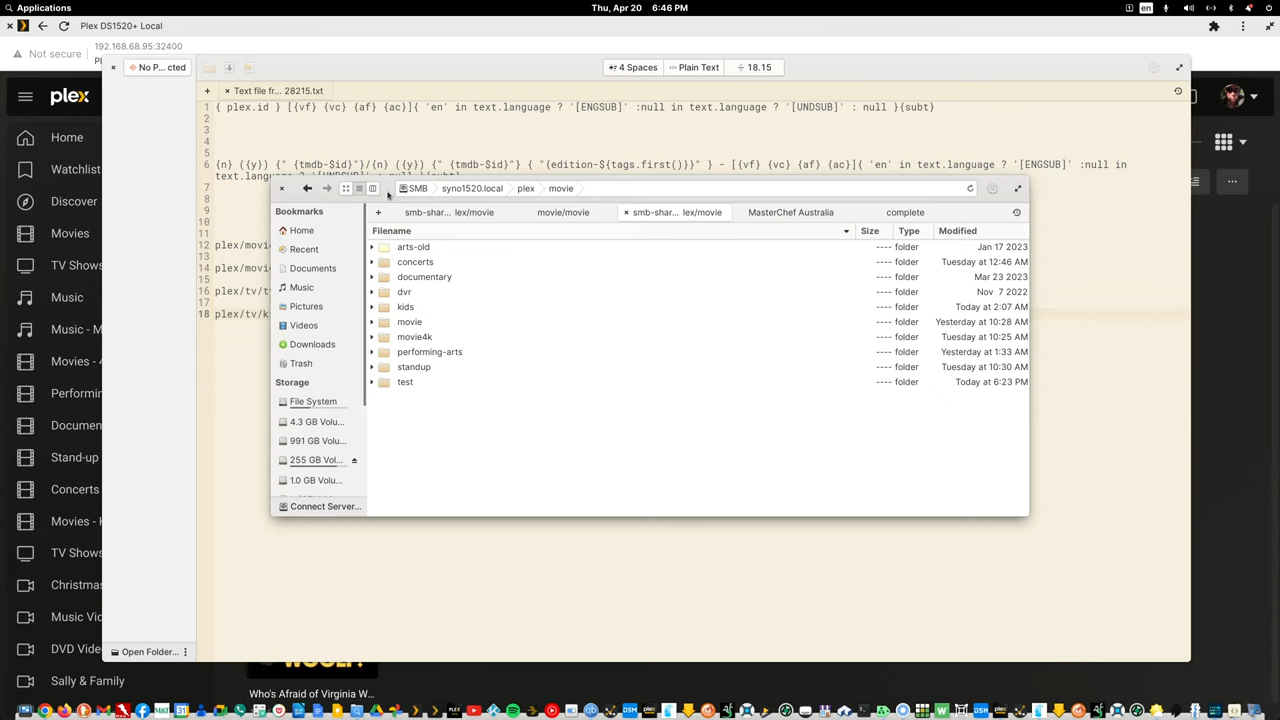 Applications
Thu, Apr 20 6:46 PM
en
Plex DS1520+ Local
Not secure
192.168.68.95:32400
No P... cted
4 Spaces
</> Plain Text
18.15
Text file fr... 28215.txt
plex
1 { plex.id } [{vf} {vc} {af} {ac}]{ 'en' in text.language ? '[ENGSUB]' :null in text.language ? '[UNDSUB]' : null }{subt}
2
3
4
5
6 {n} ({y}) {" {tmdb-$id}"}/{n} ({y}) {" {tmdb-$id}"} { "{edition-${tags.first()}}" } - [{vf} {vc} {af} {ac}]{ 'en' in text.language ? '[ENGSUB]' :null in
text.language ? '[UNDSUB]' : null }{subt}
7
8
9
10
11
12 plex/movi
13
14 plex/movi
15
16 plex/tv/t
17
18 plex/tv/k
Home
Watchlist
Discover
Movies
TV Shows
Music
Music - M
Movies - 4
Performing
Documen
Stand-up
Concerts
Movies - K
TV Shows
Christmas
Music Vid
DVD Vide
Sally & Family
Open Folder...
SMB
syno1520.local
plex
movie
smb-shar... lex/movie
movie/movie
smb-shar... lex/movie
MasterChef Australia
complete
Bookmarks
Home
Recent
Documents
Music
Pictures
Videos
Downloads
Trash
Storage
File System
4.3 GB Volu...
991 GB Volu...
255 GB Vol...
1.0 GB Volu...
Connect Server...
Filename Size Type Modified
arts-old ---- folder Jan 17 2023
concerts ---- folder Tuesday at 12:46 AM
documentary ---- folder Mar 23 2023
dvr ---- folder Nov 7 2022
kids ---- folder Today at 2:07 AM
movie ---- folder Yesterday at 10:28 AM
movie4k ---- folder Tuesday at 10:25 AM
performing-arts ---- folder Yesterday at 1:33 AM
standup ---- folder Tuesday at 10:30 AM
test ---- folder Today at 6:23 PM
Who's Afraid of Virginia W...